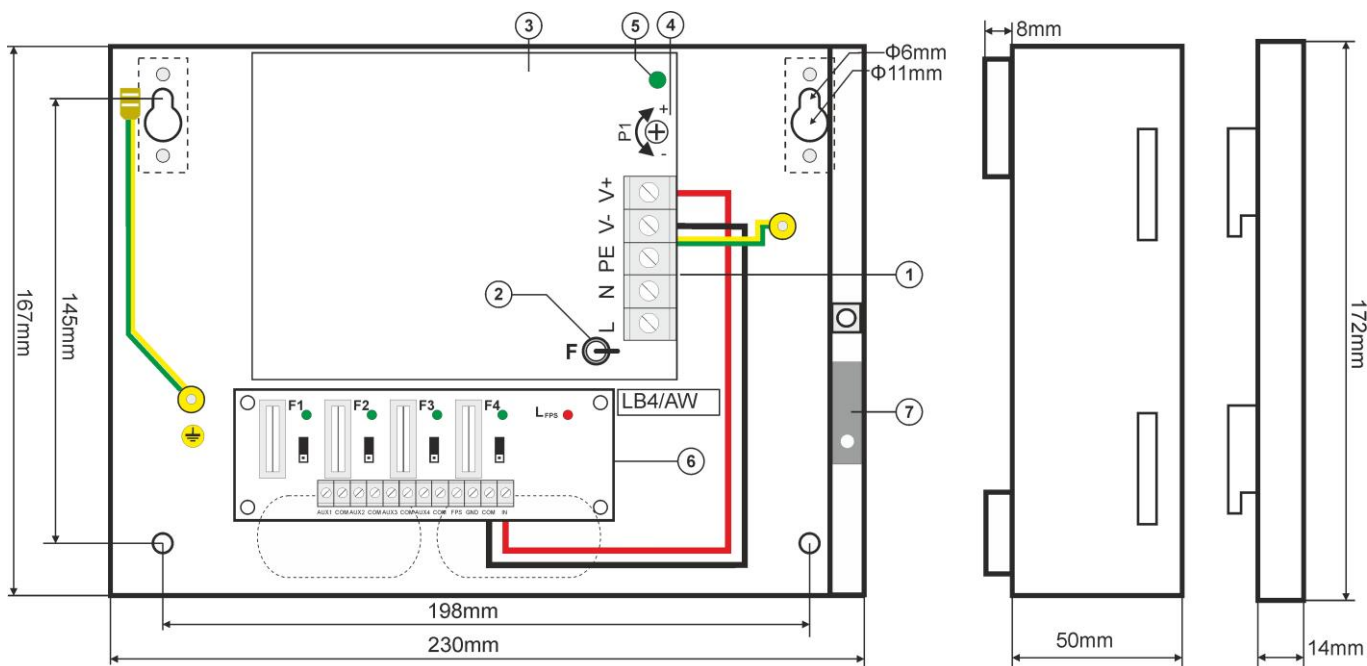 3
5
4
8mm
Φ6mm
Φ11mm
+
P1
-
V+
V-
PE
N
L
1
2
F
167mm
145mm
172mm
F1
F2
F3
F4
L FPS
LB4/AW
6
7
AUX1 COM AUX2 COM AUX3 COM AUX4 COM FPS GND COM IN
198mm
230mm
50mm
14mm